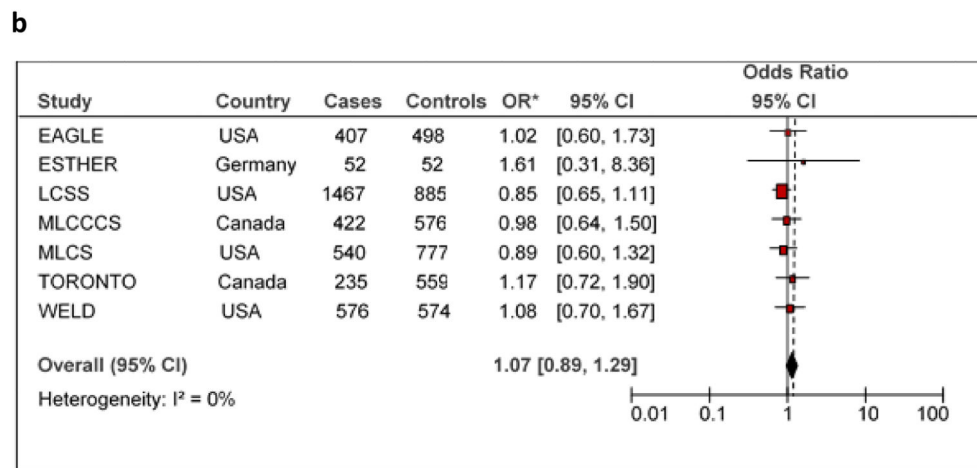 b
Odds Ratio
Study Country Cases Controls OR* 95% CI 95% CI
EAGLE USA 407 498 1.02 [0.60, 1.73]
ESTHER Germany 52 52 1.61 [0.31, 8.36]
LCSS USA 1467 885 0.85 [0.65, 1.11]
MLCCCS Canada 422 576 0.98 [0.64, 1.50]
MLCS USA 540 777 0.89 [0.60, 1.32]
TORONTO Canada 235 559 1.17 [0.72, 1.90]
WELD USA 576 574 1.08 [0.70, 1.67]
Overall (95% CI) 1.07 [0.89, 1.29]
Heterogeneity: I² = 0%
0.01 0.1 1 10 100